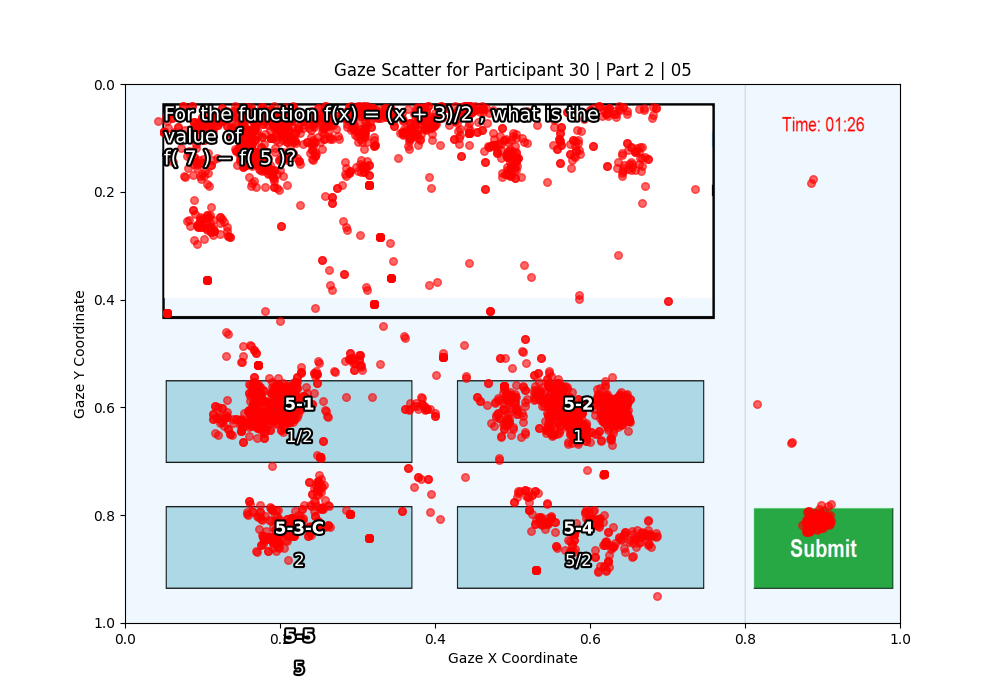 Gaze Scatter for Participant 30 | Part 2 | 05
For the function f(x) = (x + 3)/2 , what is the
value of
f( 7 ) − f( 5 )?
Time: 01:26
5-1
1/2
5-2
1
5-3-C
2
5-4
5/2
Submit
5-5
5
0.0
0.2
0.4
0.6
0.8
1.0
Gaze Y Coordinate
0.0
0.2
0.4
0.6
0.8
1.0
Gaze X Coordinate